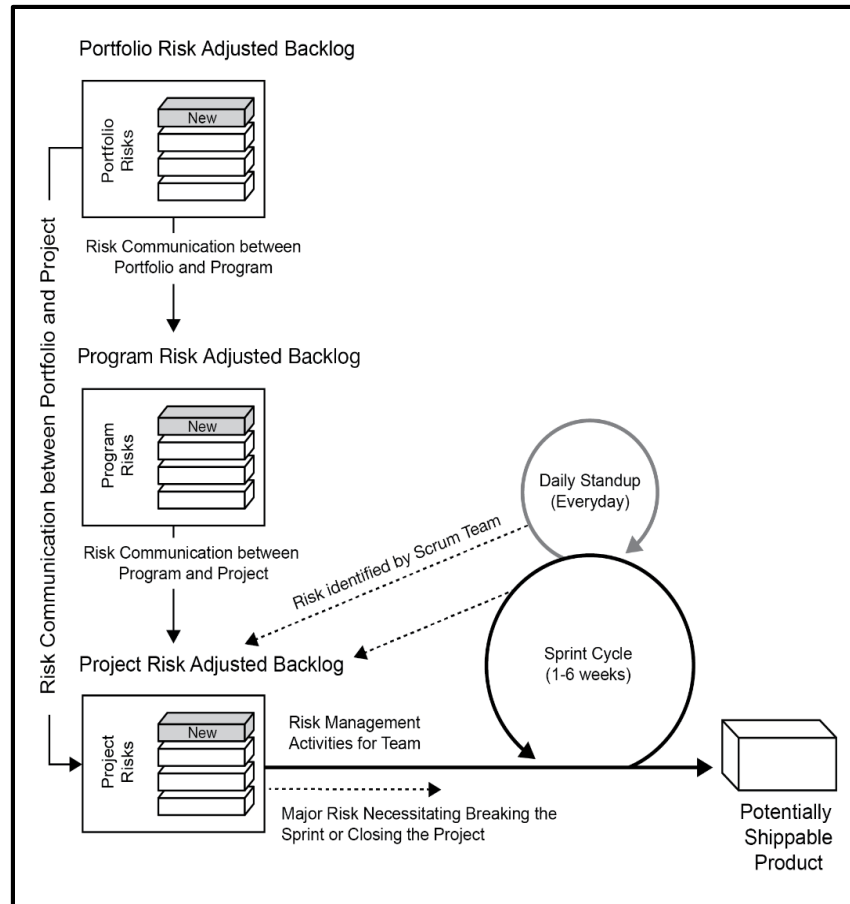 Portfolio Risk Adjusted Backlog
Portfolio
Risks
New
Risk Communication between
Portfolio and Program
Risk Communication between Portfolio and Project
Program Risk Adjusted Backlog
Program
Risks
New
Risk Communication between
Program and Project
Daily Standup
(Everyday)
Risk identified by Scrum Team
Sprint Cycle
(1-6 weeks)
Project Risk Adjusted Backlog
Project
Risks
New
Risk Management
Activities for Team
Major Risk Necessitating Breaking the
Sprint or Closing the Project
Potentially
Shippable
Product